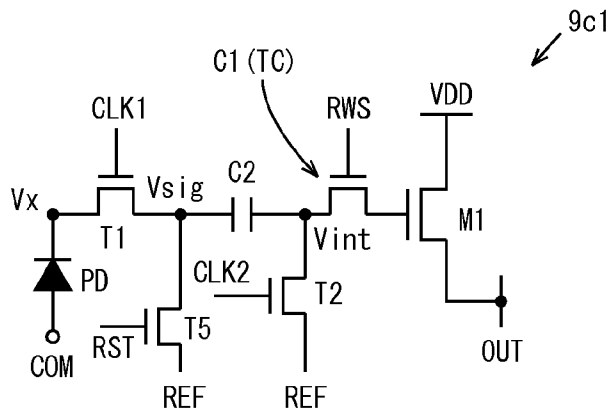 9c1
C1(TC)
CLK1
RWS
VDD
Vx
Vsig
C2
T1
Vint
M1
PD
CLK2
T2
RST
T5
COM
REF
REF
OUT